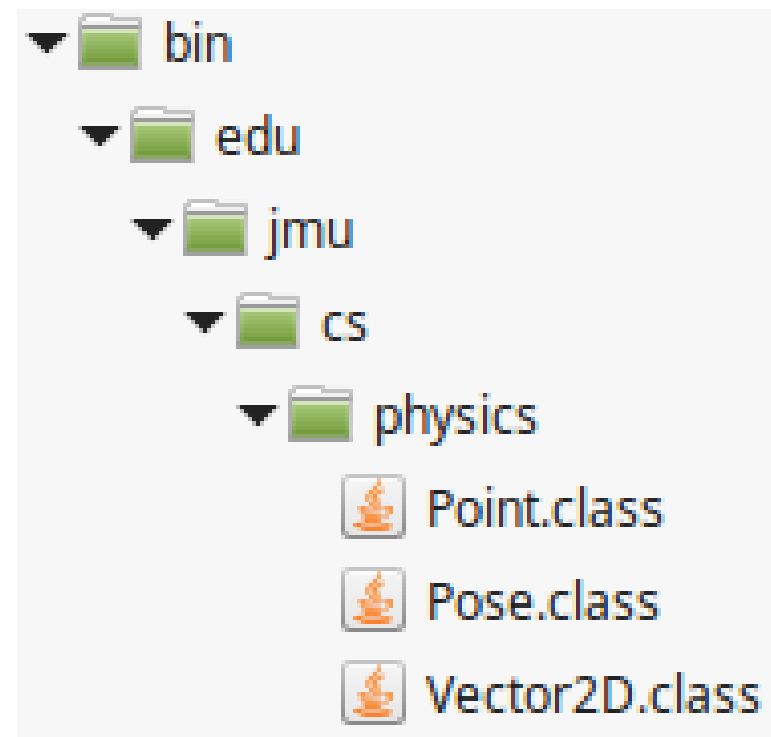 bin
edu
jmu
cs
physics
Point.class
Pose.class
Vector2D.class